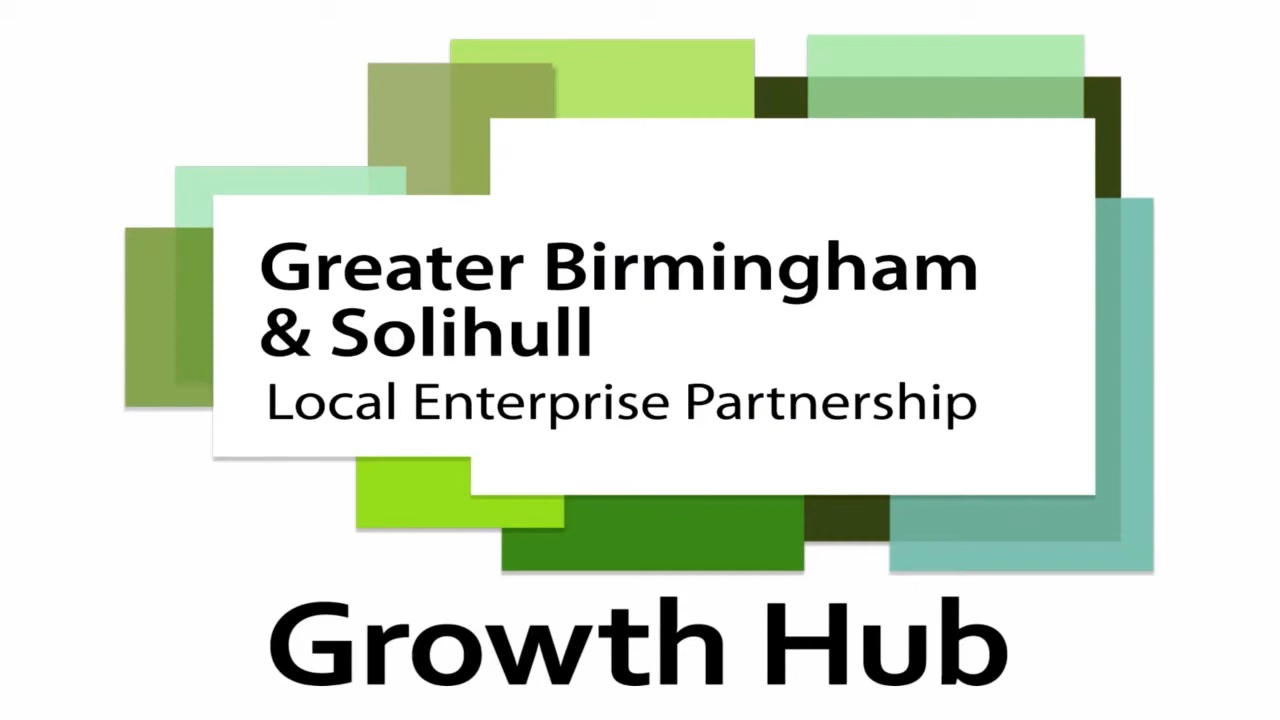 Greater Birmingham
& Solihull
Local Enterprise Partnership
Growth Hub